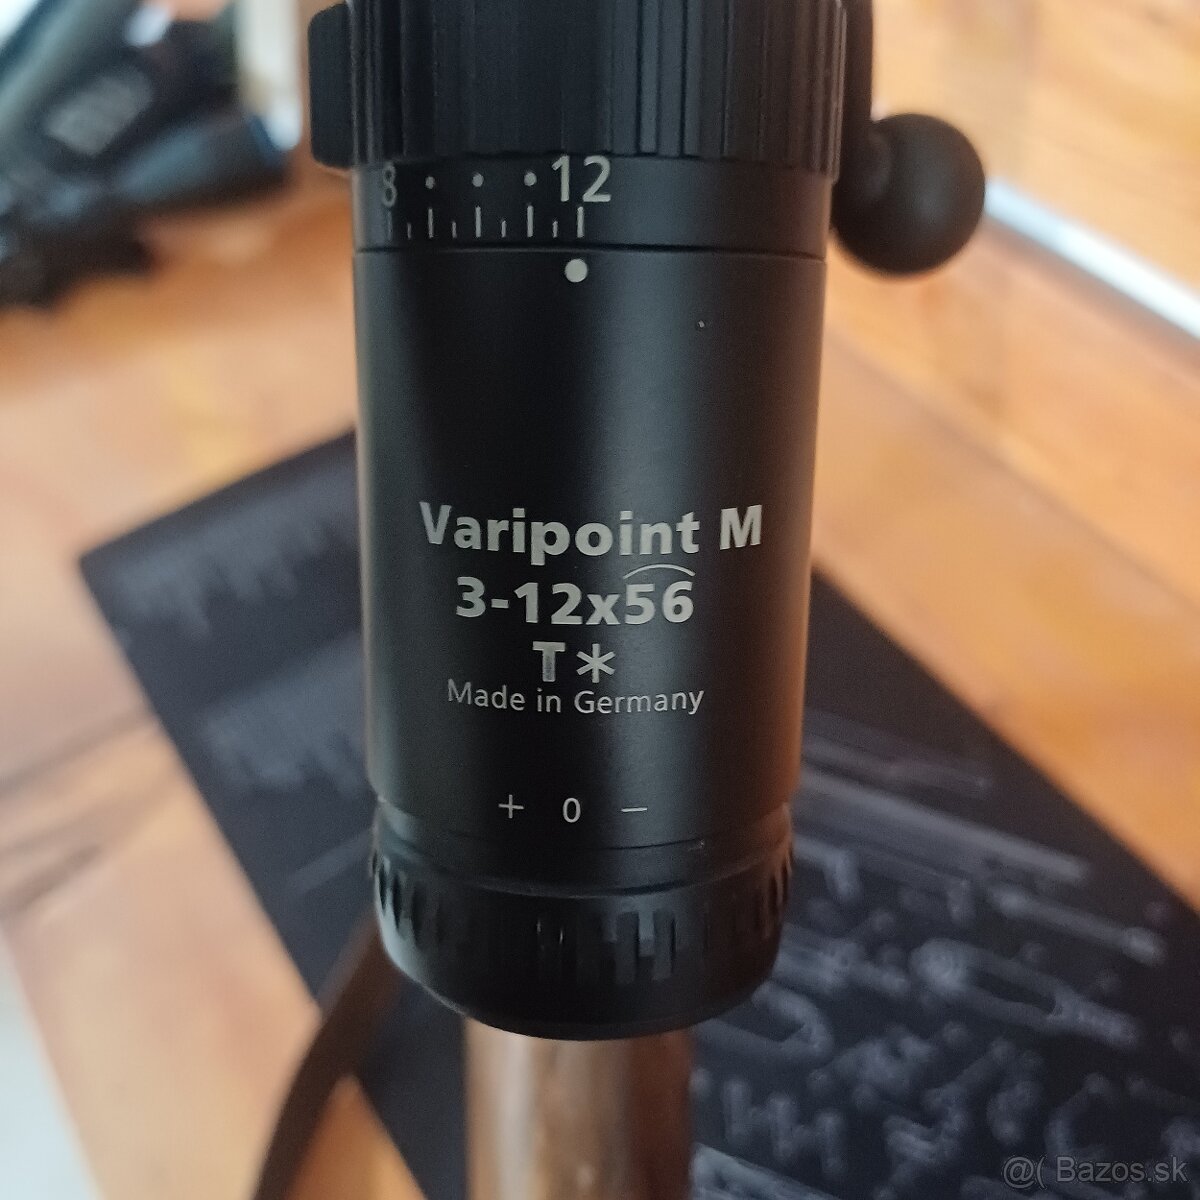 8 • • • 12
Varipoint M
3-12x56
T*
Made in Germany
+ 0 −
@( Bazos.sk